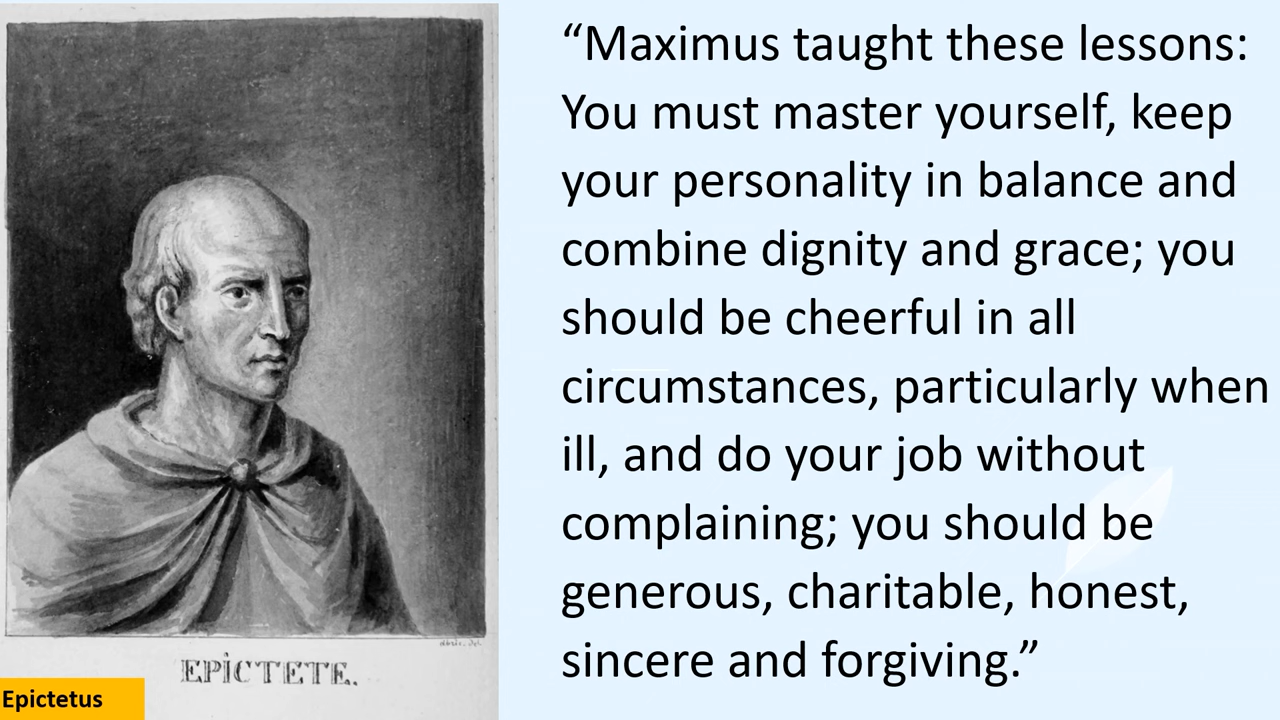 “Maximus taught these lessons:
You must master yourself, keep
your personality in balance and
combine dignity and grace; you
should be cheerful in all
circumstances, particularly when
ill, and do your job without
complaining; you should be
generous, charitable, honest,
sincere and forgiving.”
EPİCTETE.
Epictetus